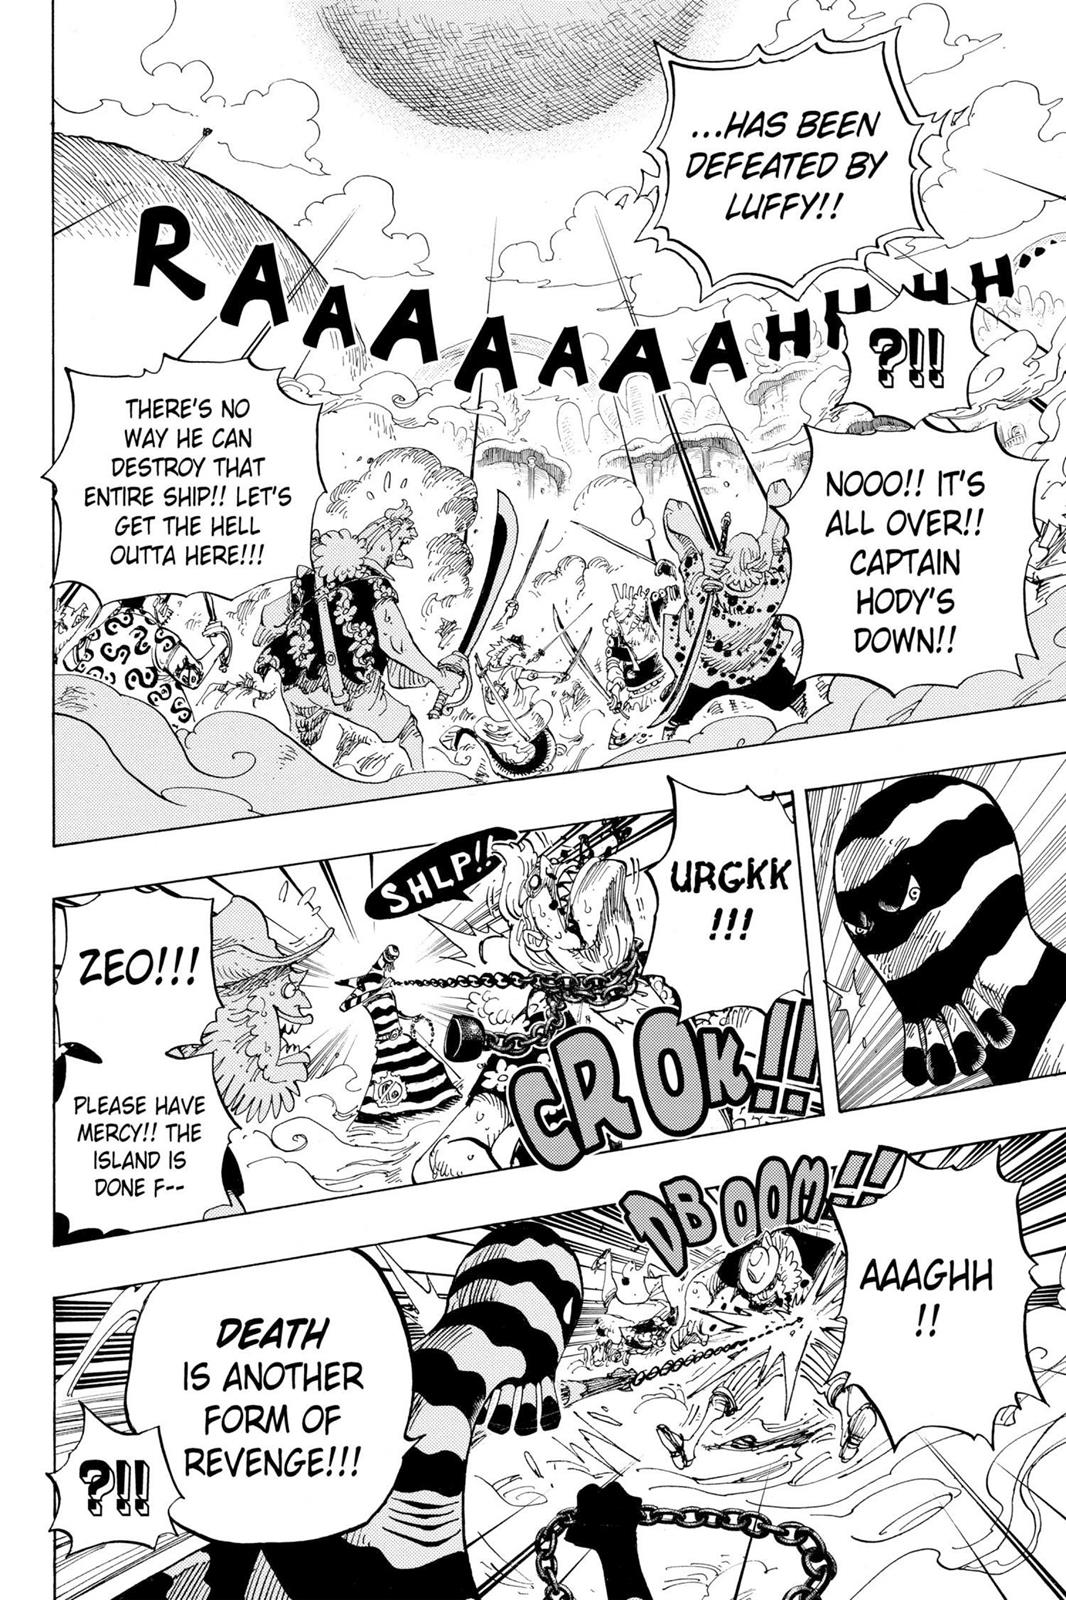 ...HAS BEEN
DEFEATED BY
LUFFY!!
RAAAAAAAAHHHHH...
?!!
NOOO!! IT'S
ALL OVER!!
CAPTAIN
HODY'S
DOWN!!
THERE'S NO
WAY HE CAN
DESTROY THAT
ENTIRE SHIP!! LET'S
GET THE HELL
OUTTA HERE!!!
URGKK
!!!
SHLP!!
CROK!!
ZEO!!!
PLEASE HAVE
MERCY!! THE
ISLAND IS
DONE F--
DBOOM!!
AAAGHH
!!
DEATH
IS ANOTHER
FORM OF
REVENGE!!!
?!!